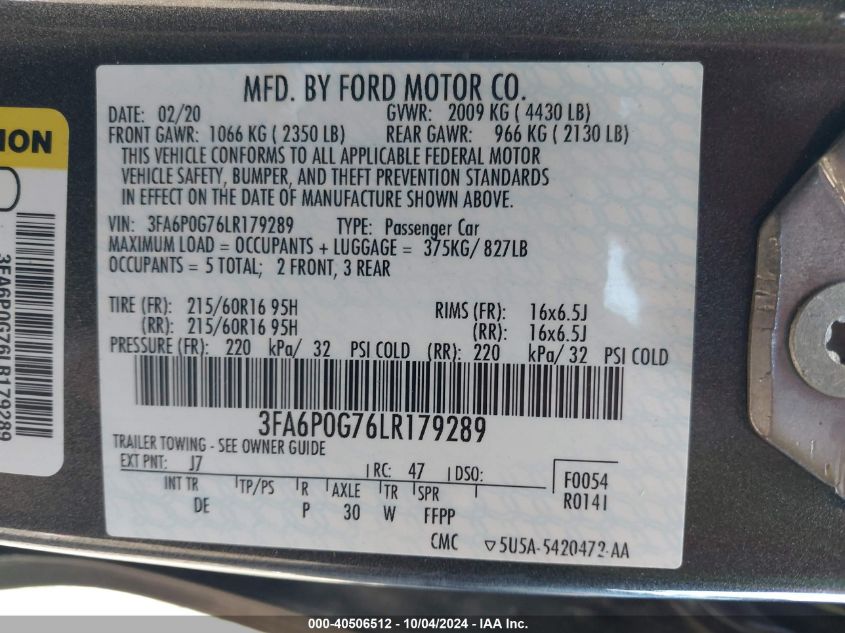 MFD. BY FORD MOTOR CO.
DATE: 02/20 GVWR: 2009 KG ( 4430 LB)
FRONT GAWR: 1066 KG ( 2350 LB) REAR GAWR: 966 KG ( 2130 LB)
THIS VEHICLE CONFORMS TO ALL APPLICABLE FEDERAL MOTOR
VEHICLE SAFETY, BUMPER, AND THEFT PREVENTION STANDARDS
IN EFFECT ON THE DATE OF MANUFACTURE SHOWN ABOVE.
VIN: 3FA6P0G76LR179289 TYPE: Passenger Car
MAXIMUM LOAD = OCCUPANTS + LUGGAGE = 375KG/ 827LB
OCCUPANTS = 5 TOTAL; 2 FRONT, 3 REAR
TIRE (FR): 215/60R16 95H RIMS (FR): 16x6.5J
(RR): 215/60R16 95H (RR): 16x6.5J
PRESSURE (FR): 220 kPa/ 32 PSI COLD (RR): 220 kPa/ 32 PSI COLD
3FA6P0G76LR179289
TRAILER TOWING - SEE OWNER GUIDE
EXT PNT: J7 RC: 47 DSO: F0054
INT TR TP/PS R AXLE TR SPR R0141
DE P 30 W FFPP
CMC ▽5U5A-5420472-AA
3FA6P0G76LR179289
000-40506512 - 10/04/2024 - IAA Inc.